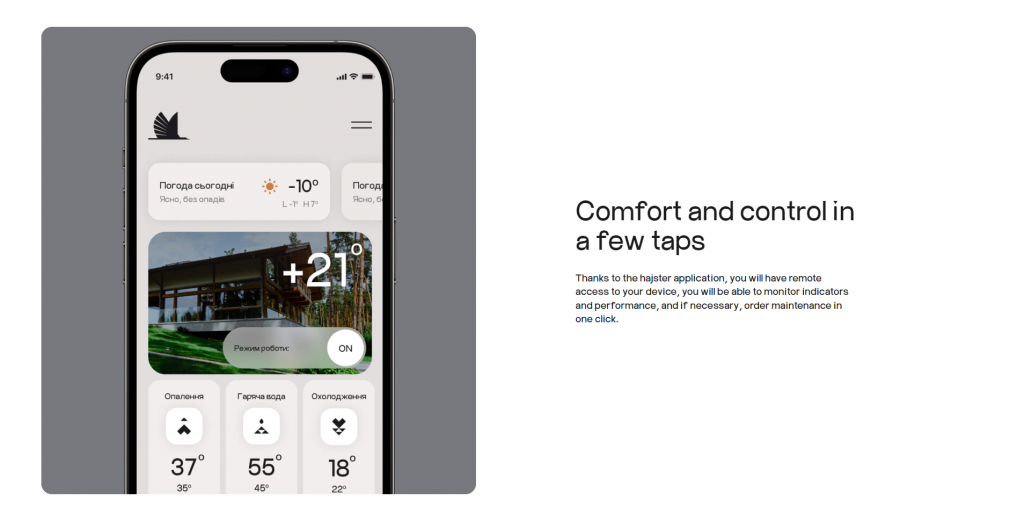 9:41
Погода сьогодні
Ясно, без опадів
-10°
L -1° H 7°
+21°
Режим роботи:
ON
Опалення
37°
35°
Гаряча вода
55°
45°
Охолодження
18°
22°
Comfort and control in
a few taps
Thanks to the hajster application, you will have remote
access to your device, you will be able to monitor indicators
and performance, and if necessary, order maintenance in
one click.